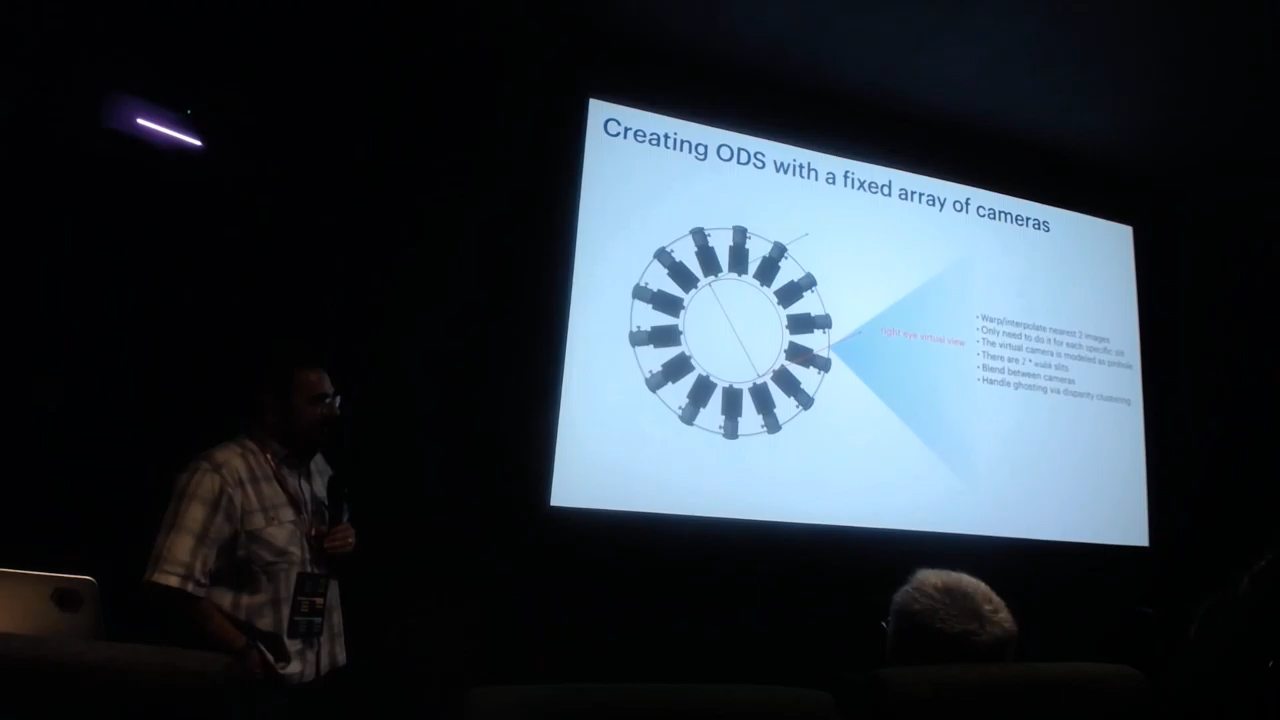 Creating ODS with a fixed array of cameras
right eye virtual view
• Warp/interpolate nearest 2 images
• Only need to do it for each specific slit
• The virtual camera is modeled as pinhole
• There are 2 * width slits
• Blend between cameras
• Handle ghosting via disparity clustering